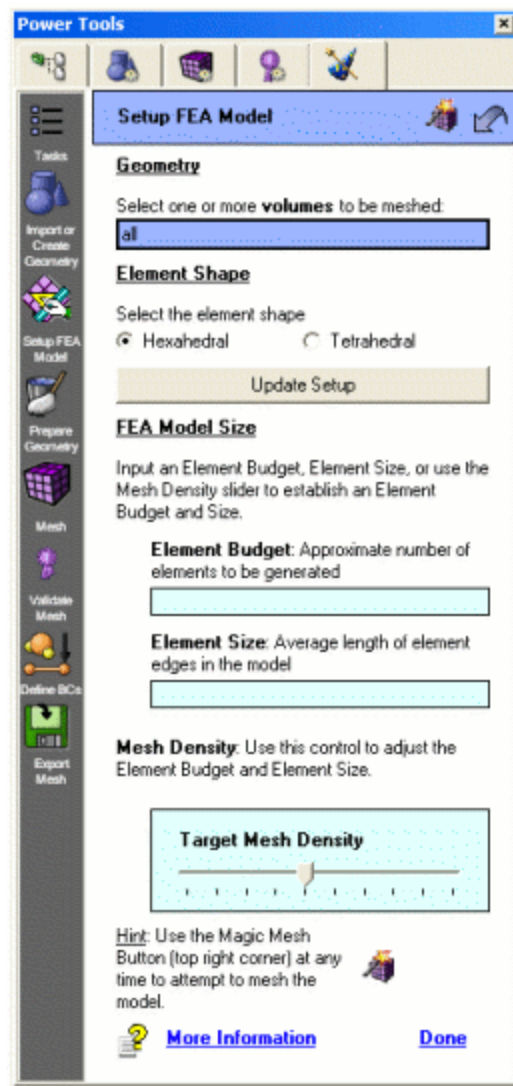 Power Tools
Setup FEA Model
Tasks
Import or
Create
Geometry
Setup FEA
Model
Prepare
Geometry
Mesh
Validate
Mesh
Define BCs
Export
Mesh
Geometry
Select one or more volumes to be meshed:
all
Element Shape
Select the element shape
Hexahedral
Tetrahedral
Update Setup
FEA Model Size
Input an Element Budget, Element Size, or use the
Mesh Density slider to establish an Element
Budget and Size.
Element Budget: Approximate number of
elements to be generated
Element Size: Average length of element
edges in the model
Mesh Density: Use this control to adjust the
Element Budget and Element Size.
Target Mesh Density
Hint: Use the Magic Mesh
Button (top right corner) at any
time to attempt to mesh the
model.
More Information
Done